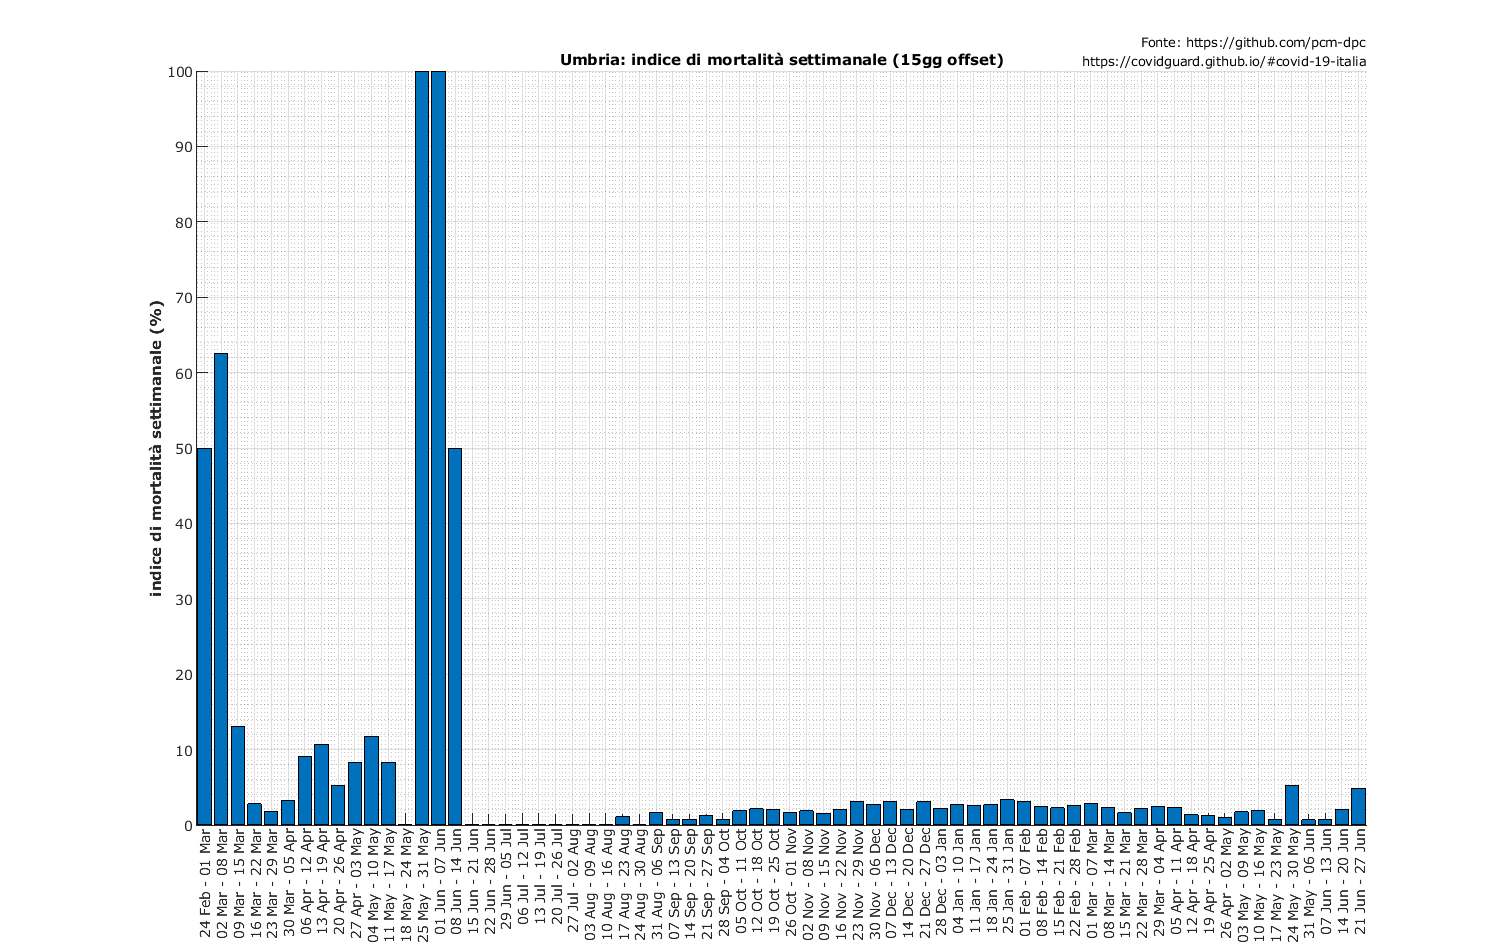 Fonte: https://github.com/pcm-dpc
Umbria: indice di mortalità settimanale (15gg offset)
https://covidguard.github.io/#covid-19-italia
indice di mortalità settimanale (%)
100
90
80
70
60
50
40
30
20
10
0
24 Feb - 01 Mar
02 Mar - 08 Mar
09 Mar - 15 Mar
16 Mar - 22 Mar
23 Mar - 29 Mar
30 Mar - 05 Apr
06 Apr - 12 Apr
13 Apr - 19 Apr
20 Apr - 26 Apr
27 Apr - 03 May
04 May - 10 May
11 May - 17 May
18 May - 24 May
25 May - 31 May
01 Jun - 07 Jun
08 Jun - 14 Jun
15 Jun - 21 Jun
22 Jun - 28 Jun
29 Jun - 05 Jul
06 Jul - 12 Jul
13 Jul - 19 Jul
20 Jul - 26 Jul
27 Jul - 02 Aug
03 Aug - 09 Aug
10 Aug - 16 Aug
17 Aug - 23 Aug
24 Aug - 30 Aug
31 Aug - 06 Sep
07 Sep - 13 Sep
14 Sep - 20 Sep
21 Sep - 27 Sep
28 Sep - 04 Oct
05 Oct - 11 Oct
12 Oct - 18 Oct
19 Oct - 25 Oct
26 Oct - 01 Nov
02 Nov - 08 Nov
09 Nov - 15 Nov
16 Nov - 22 Nov
23 Nov - 29 Nov
30 Nov - 06 Dec
07 Dec - 13 Dec
14 Dec - 20 Dec
21 Dec - 27 Dec
28 Dec - 03 Jan
04 Jan - 10 Jan
11 Jan - 17 Jan
18 Jan - 24 Jan
25 Jan - 31 Jan
01 Feb - 07 Feb
08 Feb - 14 Feb
15 Feb - 21 Feb
22 Feb - 28 Feb
01 Mar - 07 Mar
08 Mar - 14 Mar
15 Mar - 21 Mar
22 Mar - 28 Mar
29 Mar - 04 Apr
05 Apr - 11 Apr
12 Apr - 18 Apr
19 Apr - 25 Apr
26 Apr - 02 May
03 May - 09 May
10 May - 16 May
17 May - 23 May
24 May - 30 May
31 May - 06 Jun
07 Jun - 13 Jun
14 Jun - 20 Jun
21 Jun - 27 Jun